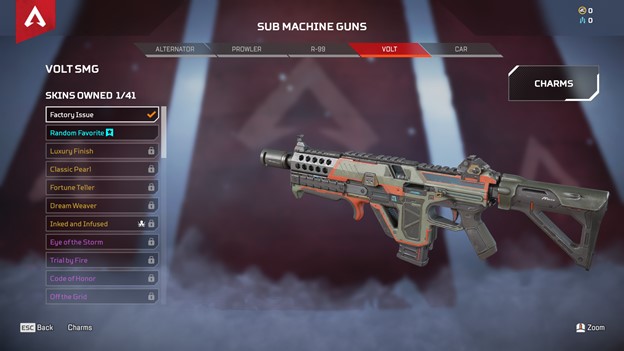 SUB MACHINE GUNS
0
0
ALTERNATOR
PROWLER
R-99
VOLT
CAR
VOLT SMG
CHARMS
SKINS OWNED 1/41
Factory Issue
Random Favorite
Luxury Finish
Classic Pearl
Fortune Teller
Dream Weaver
Inked and Infused
Eye of the Storm
Trial by Fire
Code of Honor
Off the Grid
ESC Back
Charms
Zoom